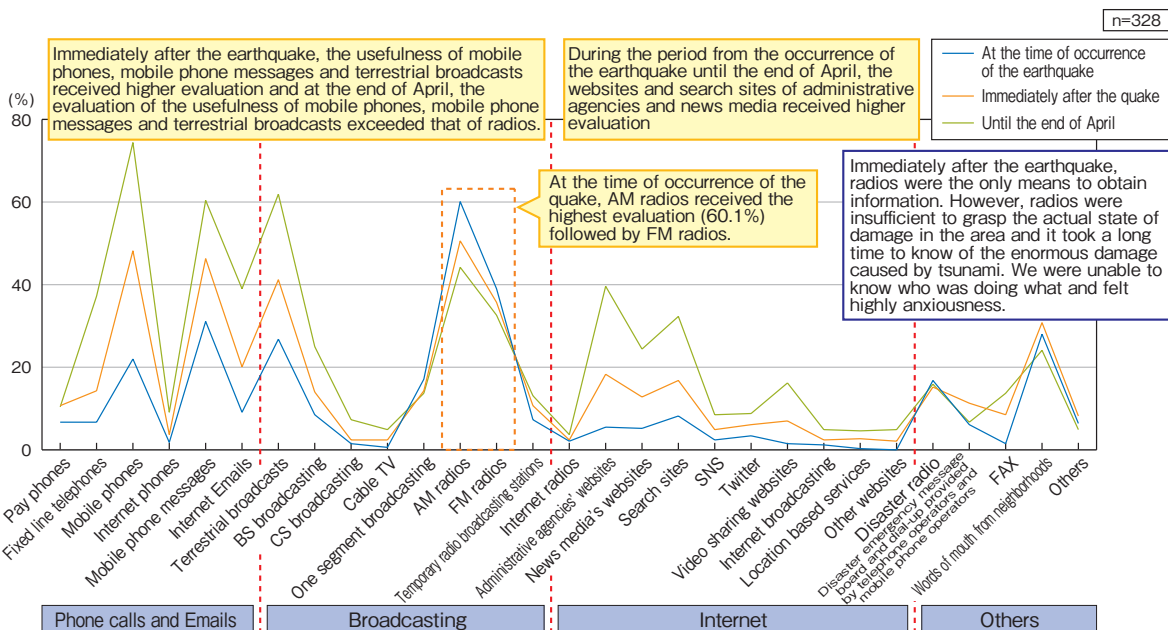 n=328
Immediately after the earthquake, the usefulness of mobile
phones, mobile phone messages and terrestrial broadcasts
received higher evaluation and at the end of April, the
evaluation of the usefulness of mobile phones, mobile phone
messages and terrestrial broadcasts exceeded that of radios.
During the period from the occurrence of
the earthquake until the end of April, the
websites and search sites of administrative
agencies and news media received higher
evaluation
At the time of occurrence
of the earthquake
Immediately after the quake
Until the end of April
(%)
80
60
40
20
0
At the time of occurrence of the
quake, AM radios received the
highest evaluation (60.1%)
followed by FM radios.
Immediately after the earthquake,
radios were the only means to obtain
information. However, radios were
insufficient to grasp the actual state of
damage in the area and it took a long
time to know of the enormous damage
caused by tsunami. We were unable to
know who was doing what and felt
highly anxiousness.
Pay phones
Fixed line telephones
Mobile phones
Internet phones
Mobile phone messages
Internet Emails
Terrestrial broadcasts
BS broadcasting
CS broadcasting
Cable TV
One segment broadcasting
AM radios
FM radios
Temporary radio broadcasting stations
Internet radios
Administrative agencies' websites
News media's websites
Search sites
SNS
Twitter
Video sharing websites
Internet broadcasting
Location based services
Other websites
Disaster radio
Disaster emergency message
board and dial-up provided
by telephone operators and
mobile phone operators
FAX
Words of mouth from neighborhoods
Others
Phone calls and Emails
Broadcasting
Internet
Others